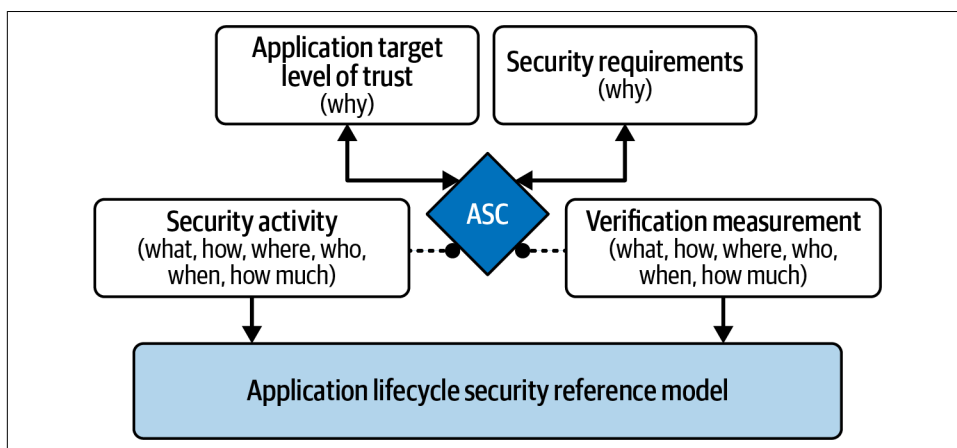 Application target
level of trust
(why)
Security requirements
(why)
ASC
Security activity
(what, how, where, who,
when, how much)
Verification measurement
(what, how, where, who,
when, how much)
Application lifecycle security reference model